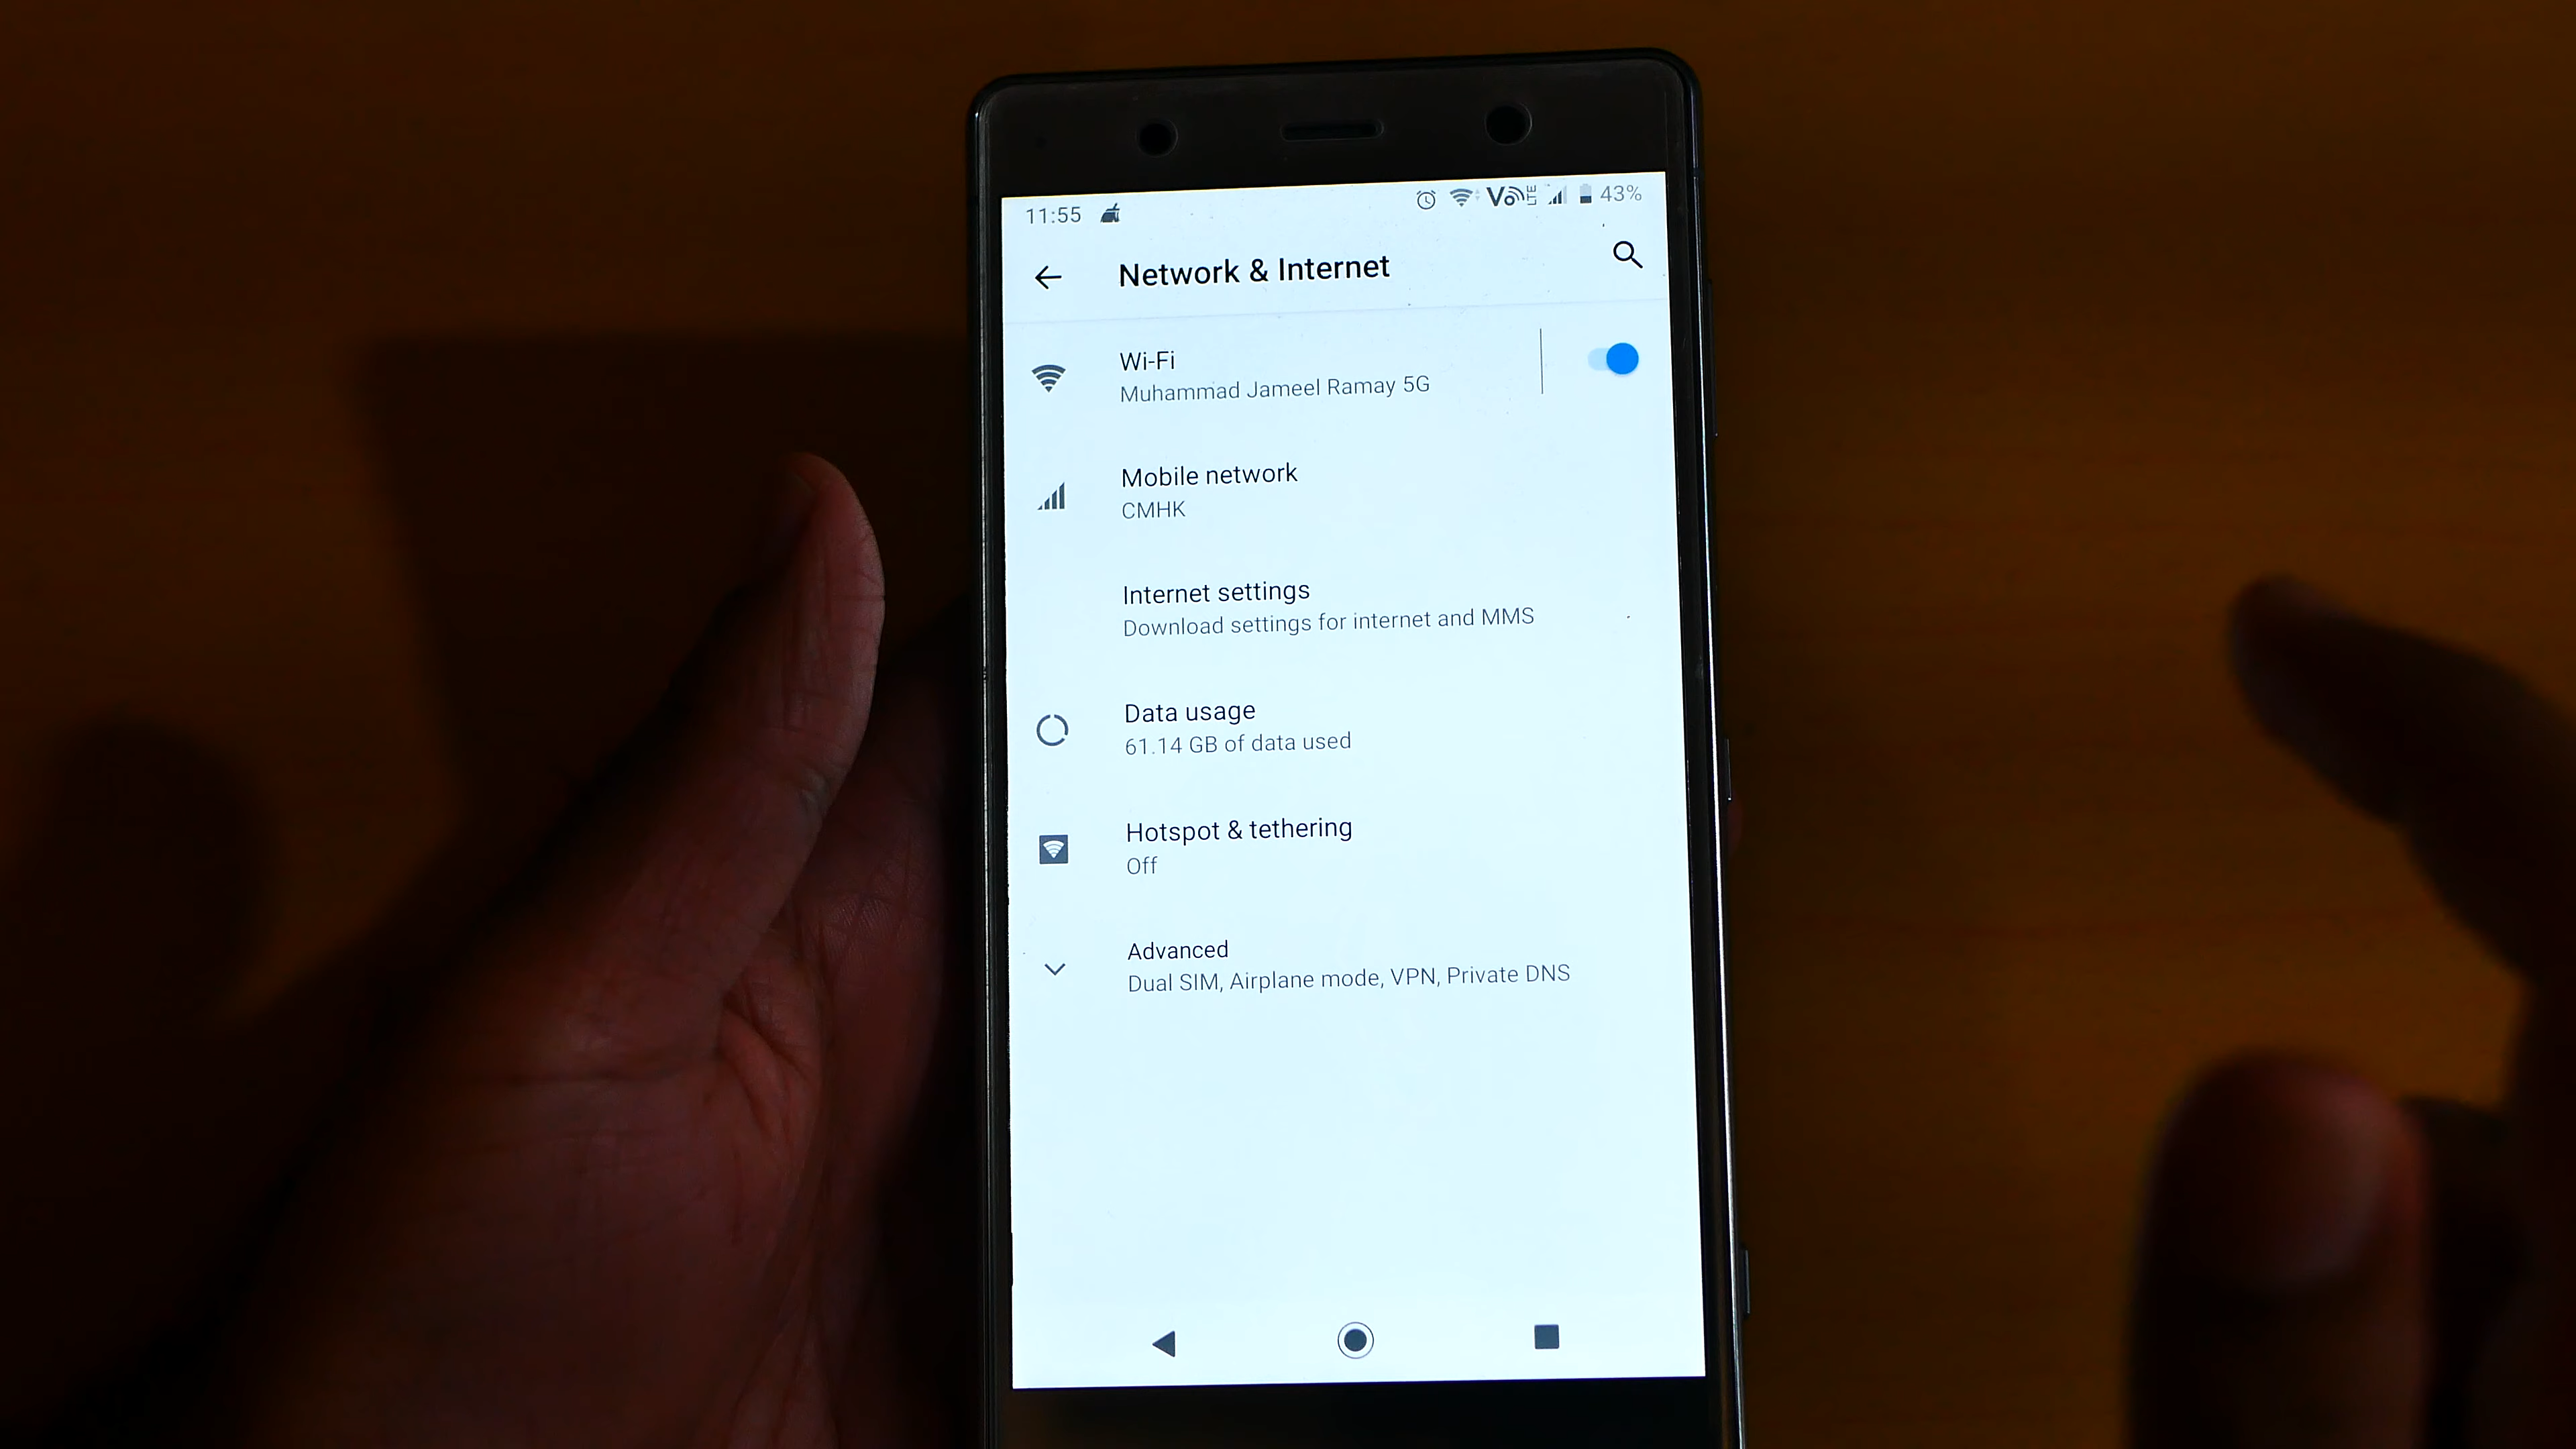 11:55 VoLTE 43%
Network & Internet
Wi-Fi
Muhammad Jameel Ramay 5G
Mobile network
CMHK
Internet settings
Download settings for internet and MMS
Data usage
61.14 GB of data used
Hotspot & tethering
Off
Advanced
Dual SIM, Airplane mode, VPN, Private DNS